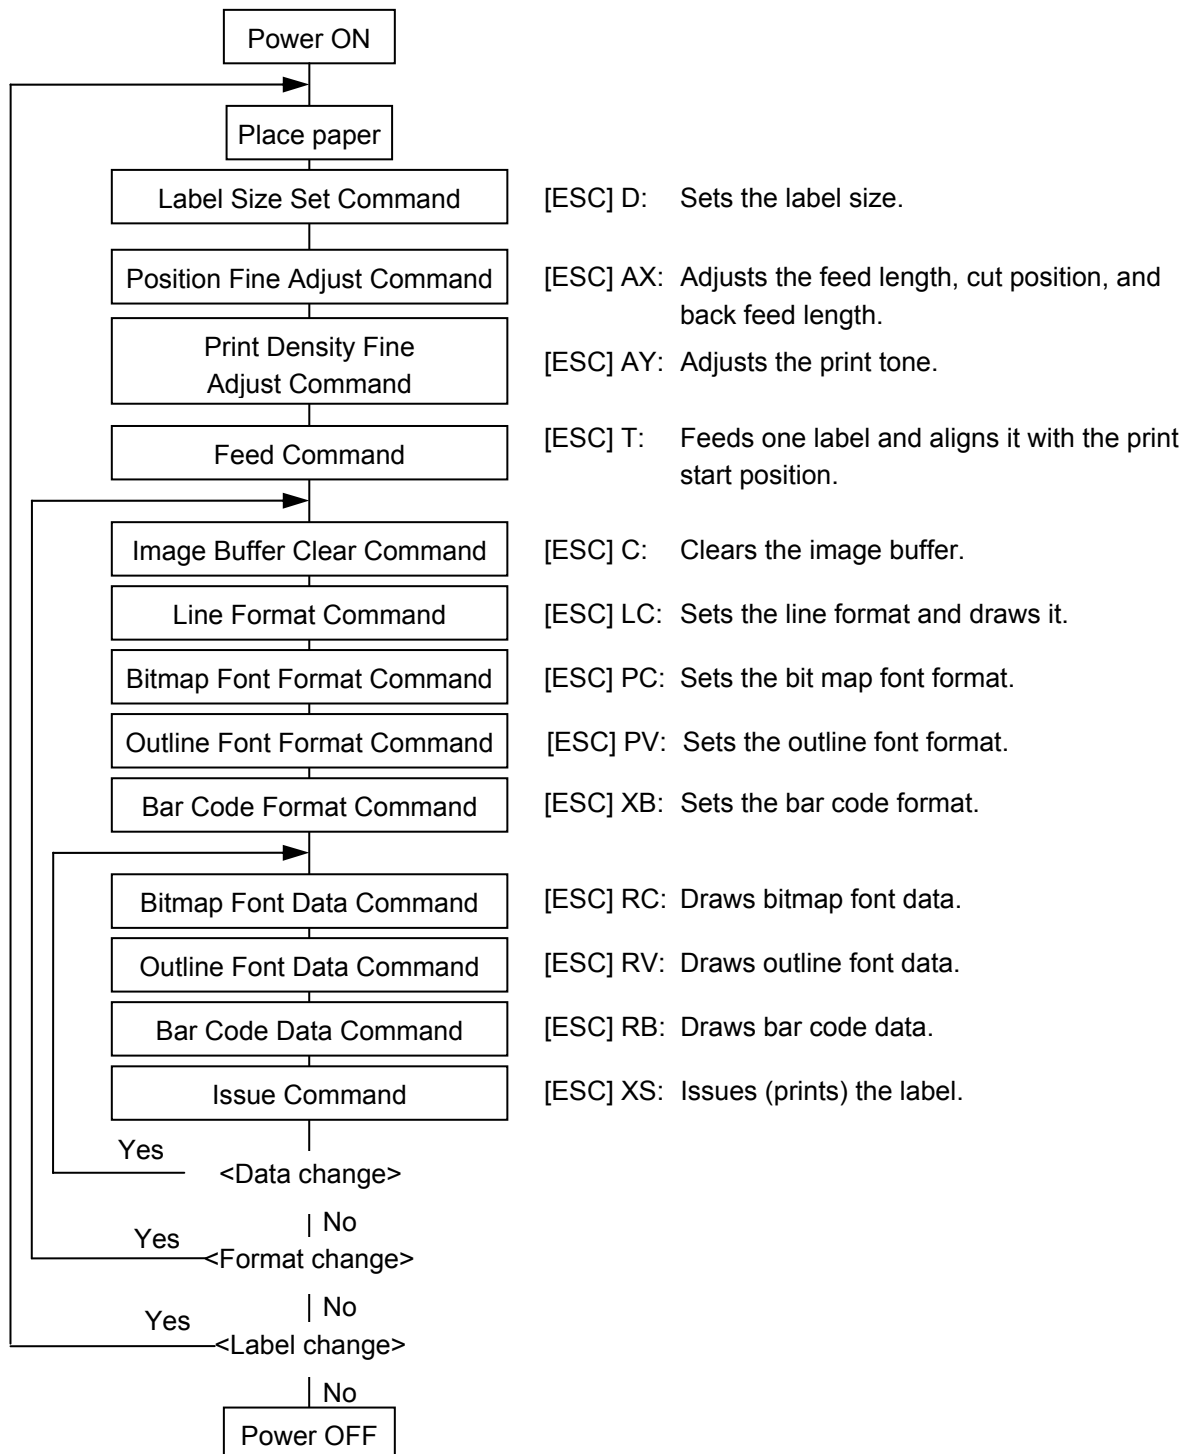 Power ON
Place paper
Label Size Set Command [ESC] D: Sets the label size.
Position Fine Adjust Command [ESC] AX: Adjusts the feed length, cut position, and
back feed length.
Print Density Fine
Adjust Command [ESC] AY: Adjusts the print tone.
Feed Command [ESC] T: Feeds one label and aligns it with the print
start position.
Image Buffer Clear Command [ESC] C: Clears the image buffer.
Line Format Command [ESC] LC: Sets the line format and draws it.
Bitmap Font Format Command [ESC] PC: Sets the bit map font format.
Outline Font Format Command [ESC] PV: Sets the outline font format.
Bar Code Format Command [ESC] XB: Sets the bar code format.
Bitmap Font Data Command [ESC] RC: Draws bitmap font data.
Outline Font Data Command [ESC] RV: Draws outline font data.
Bar Code Data Command [ESC] RB: Draws bar code data.
Issue Command [ESC] XS: Issues (prints) the label.
Yes
<Data change>
No
Yes
<Format change>
No
Yes
<Label change>
No
Power OFF